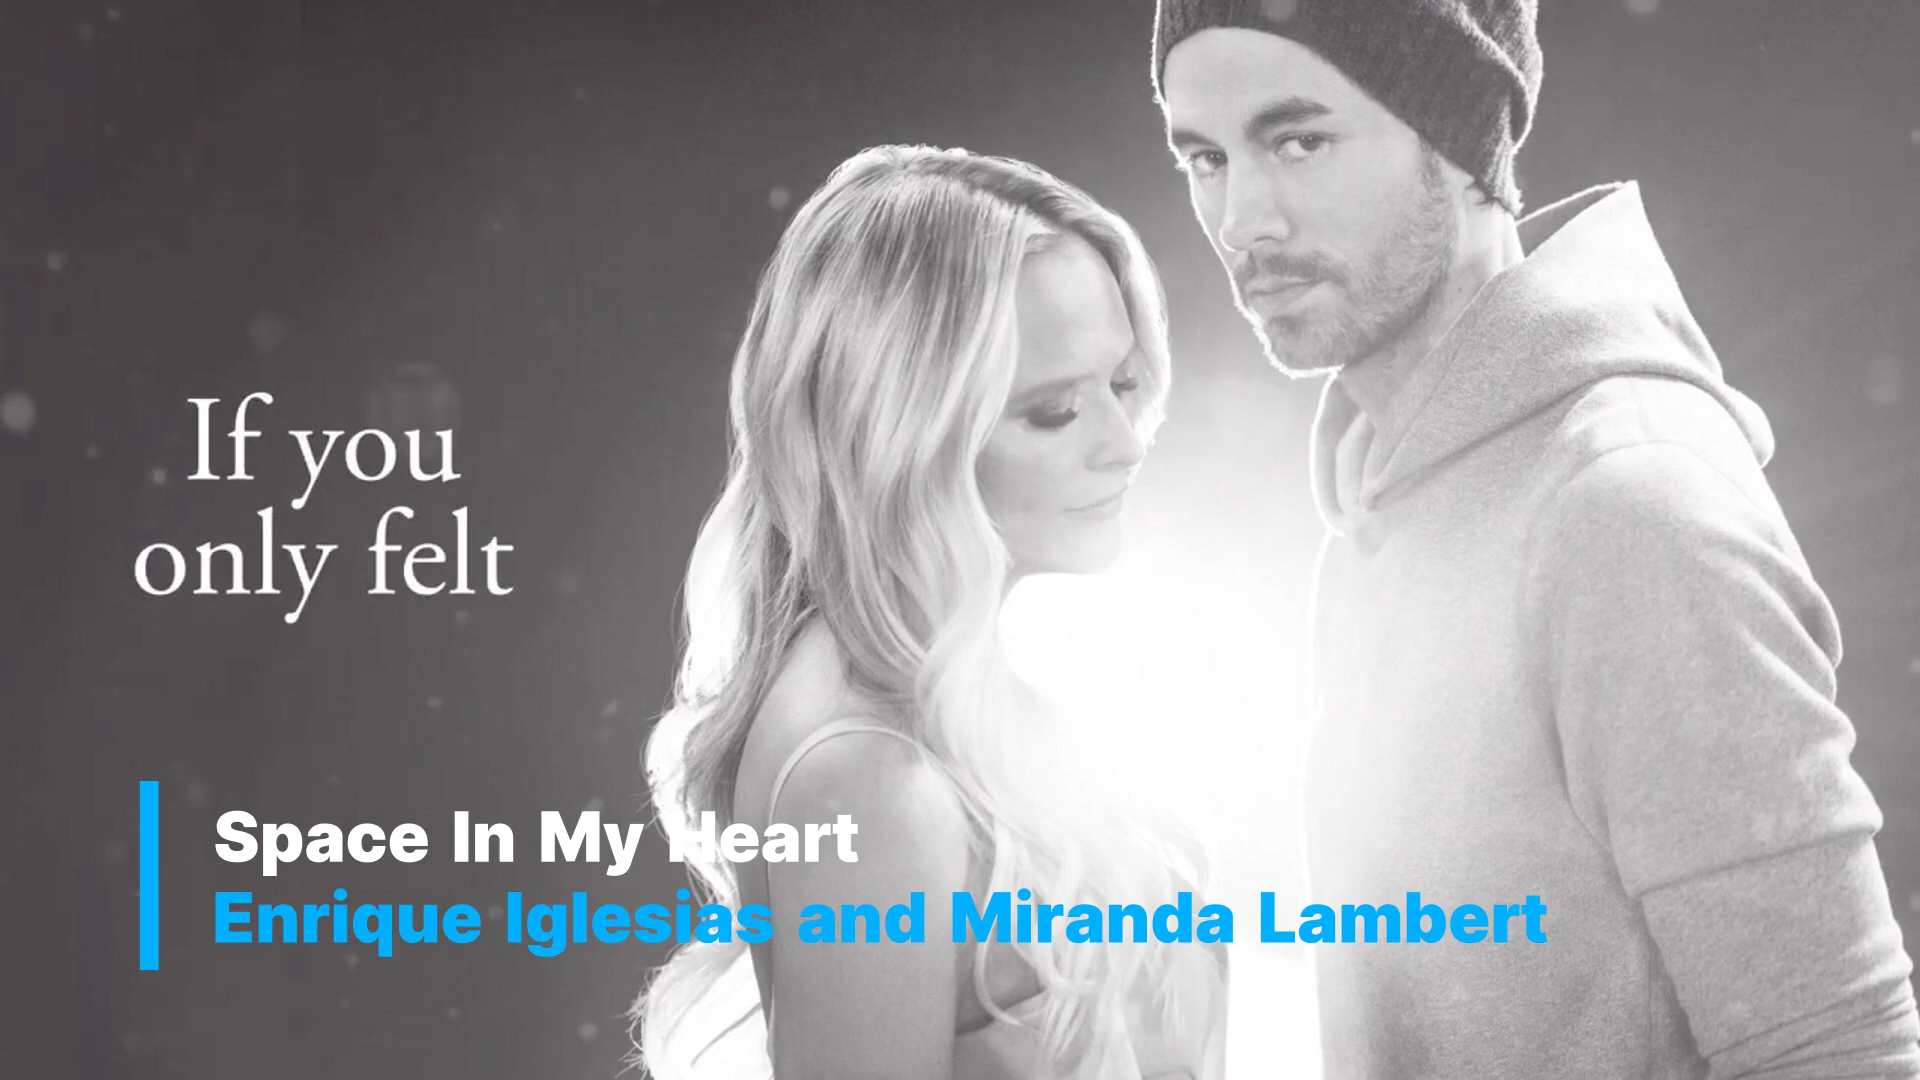 If you
only felt
Space In My Heart
Enrique Iglesias and Miranda Lambert